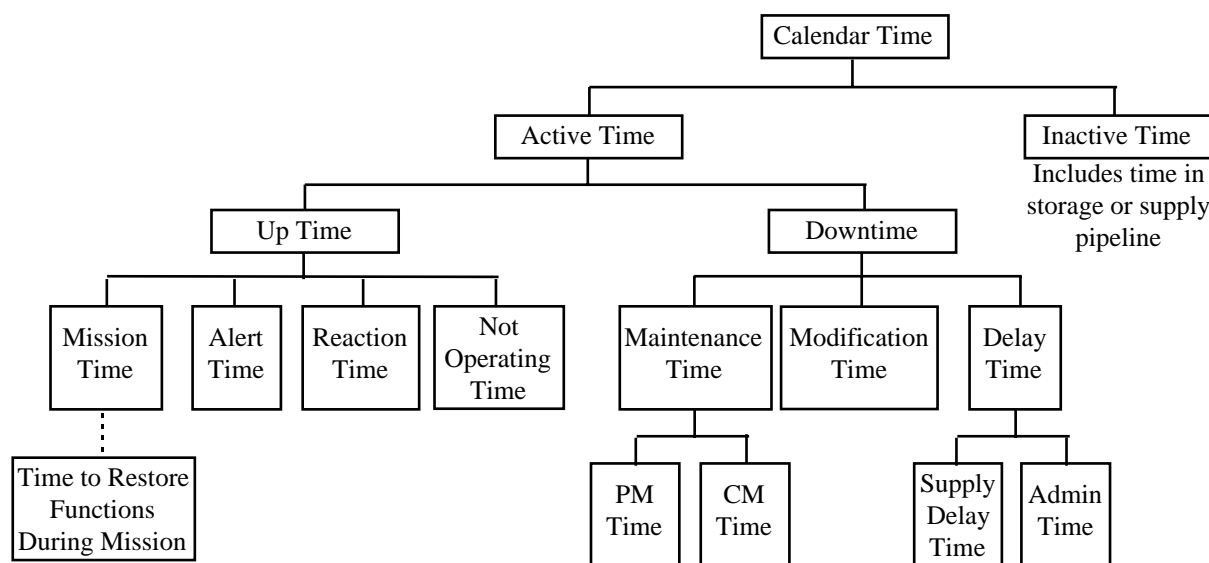 Calendar Time
Active Time
Inactive Time
Includes time in
storage or supply
pipeline
Up Time
Downtime
Mission
Time
Alert
Time
Reaction
Time
Not
Operating
Time
Maintenance
Time
Modification
Time
Delay
Time
Time to Restore
Functions
During Mission
PM
Time
CM
Time
Supply
Delay
Time
Admin
Time